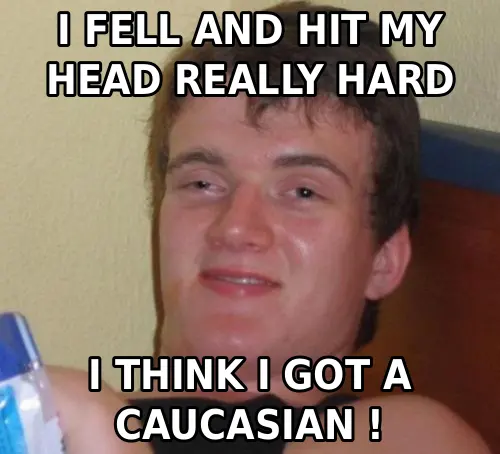 I FELL AND HIT MY
HEAD REALLY HARD
I THINK I GOT A
CAUCASIAN !